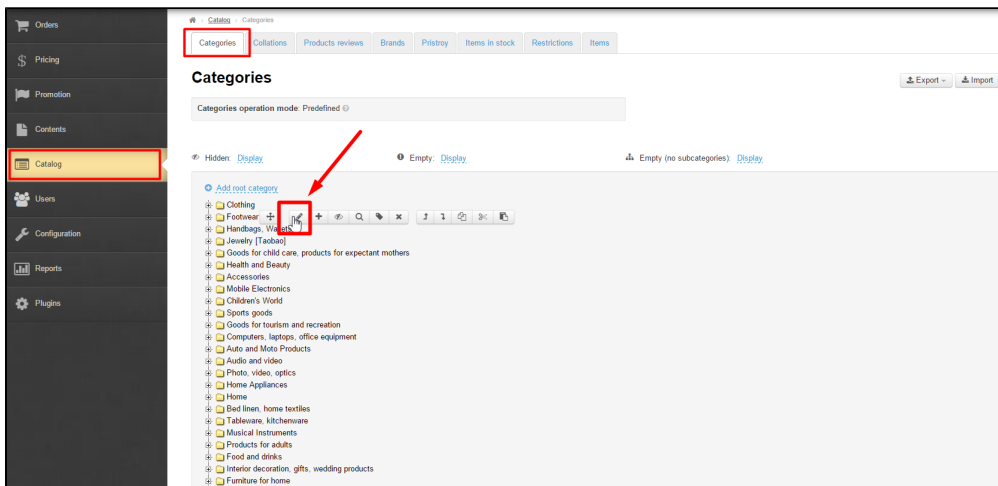 Orders
Pricing
Promotion
Contents
Catalog
Users
Configuration
Reports
Plugins
Catalog Categories
Categories Collations Products reviews Brands Pristroy Items in stock Restrictions Items
Categories
Export Import
Categories operation mode: Predefined
Hidden: Display Empty: Display Empty (no subcategories): Display
Add root category
Clothing
Footwear
Handbags,
Jewelry [Taobao]
Goods for child care, products for expectant mothers
Health and Beauty
Accessories
Mobile Electronics
Children's World
Sports goods
Goods for tourism and recreation
Computers, laptops, office equipment
Auto and Moto Products
Audio and video
Photo, video, optics
Home Appliances
Home
Bed linen, home textiles
Tableware, kitchenware
Musical Instruments
Products for adults
Food and drinks
Interior decoration, gifts, wedding products
Furniture for home